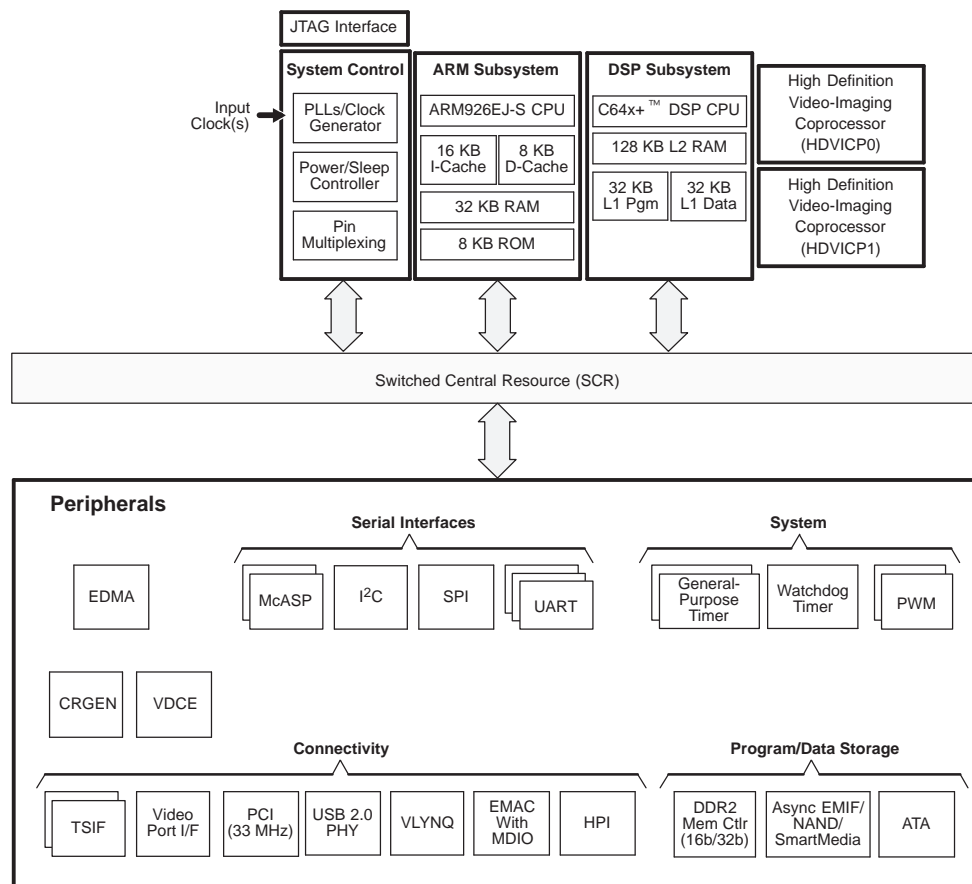 JTAG Interface
System Control
Input
Clock(s)
PLLs/Clock
Generator
Power/Sleep
Controller
Pin
Multiplexing
ARM Subsystem
ARM926EJ-S CPU
16 KB
I-Cache
8 KB
D-Cache
32 KB RAM
8 KB ROM
DSP Subsystem
C64x+™ DSP CPU
128 KB L2 RAM
32 KB
L1 Pgm
32 KB
L1 Data
High Definition
Video-Imaging
Coprocessor
(HDVICP0)
High Definition
Video-Imaging
Coprocessor
(HDVICP1)
Switched Central Resource (SCR)
Peripherals
EDMA
Serial Interfaces
McASP
I²C
SPI
UART
System
General-
Purpose
Timer
Watchdog
Timer
PWM
CRGEN
VDCE
Connectivity
TSIF
Video
Port I/F
PCI
(33 MHz)
USB 2.0
PHY
VLYNQ
EMAC
With
MDIO
HPI
Program/Data Storage
DDR2
Mem Ctlr
(16b/32b)
Async EMIF/
NAND/
SmartMedia
ATA